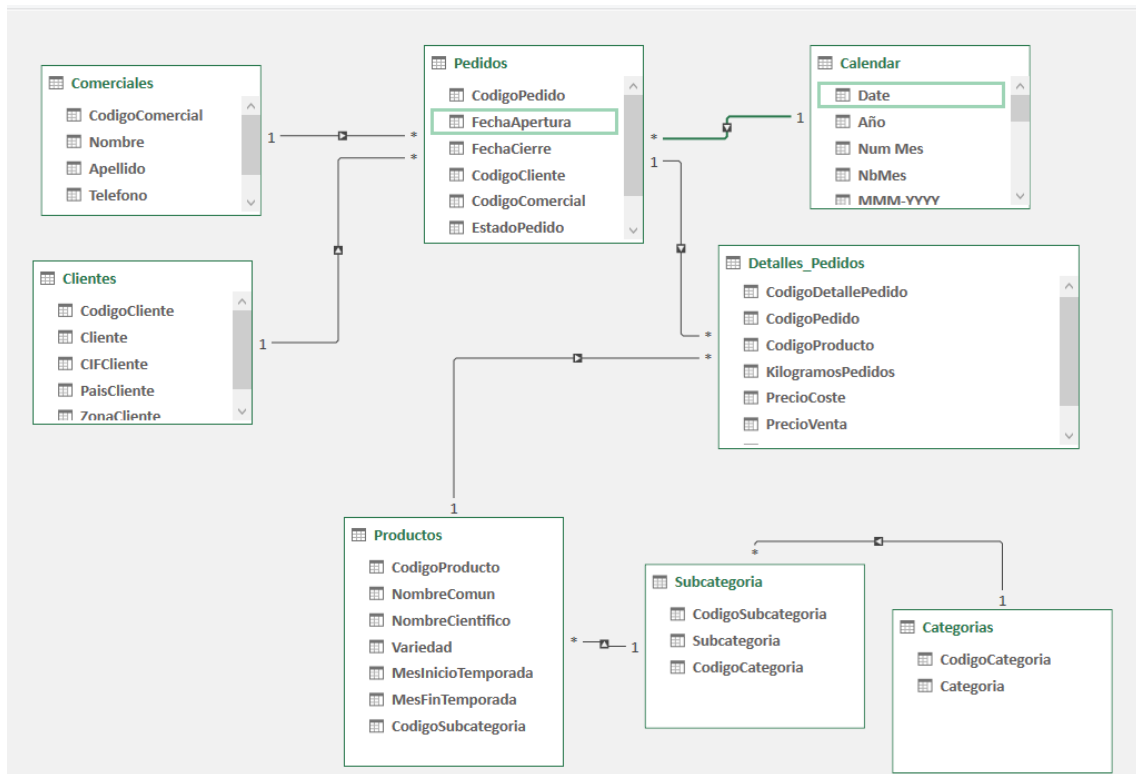 Comerciales
CodigoComercial
Nombre
Apellido
Telefono
1
*
*
Pedidos
CodigoPedido
FechaApertura
FechaCierre
CodigoCliente
CodigoComercial
EstadoPedido
*
1
1
Calendar
Date
Año
Num Mes
NbMes
MMM-YYYY
Clientes
CodigoCliente
Cliente
CIFCliente
PaisCliente
ZonaCliente
1
Detalles_Pedidos
CodigoDetallePedido
CodigoPedido
CodigoProducto
KilogramosPedidos
PrecioCoste
PrecioVenta
*
*
1
Productos
CodigoProducto
NombreComun
NombreCientifico
Variedad
MesInicioTemporada
MesFinTemporada
CodigoSubcategoria
*
1
*
Subcategoria
CodigoSubcategoria
Subcategoria
CodigoCategoria
1
Categorias
CodigoCategoria
Categoria